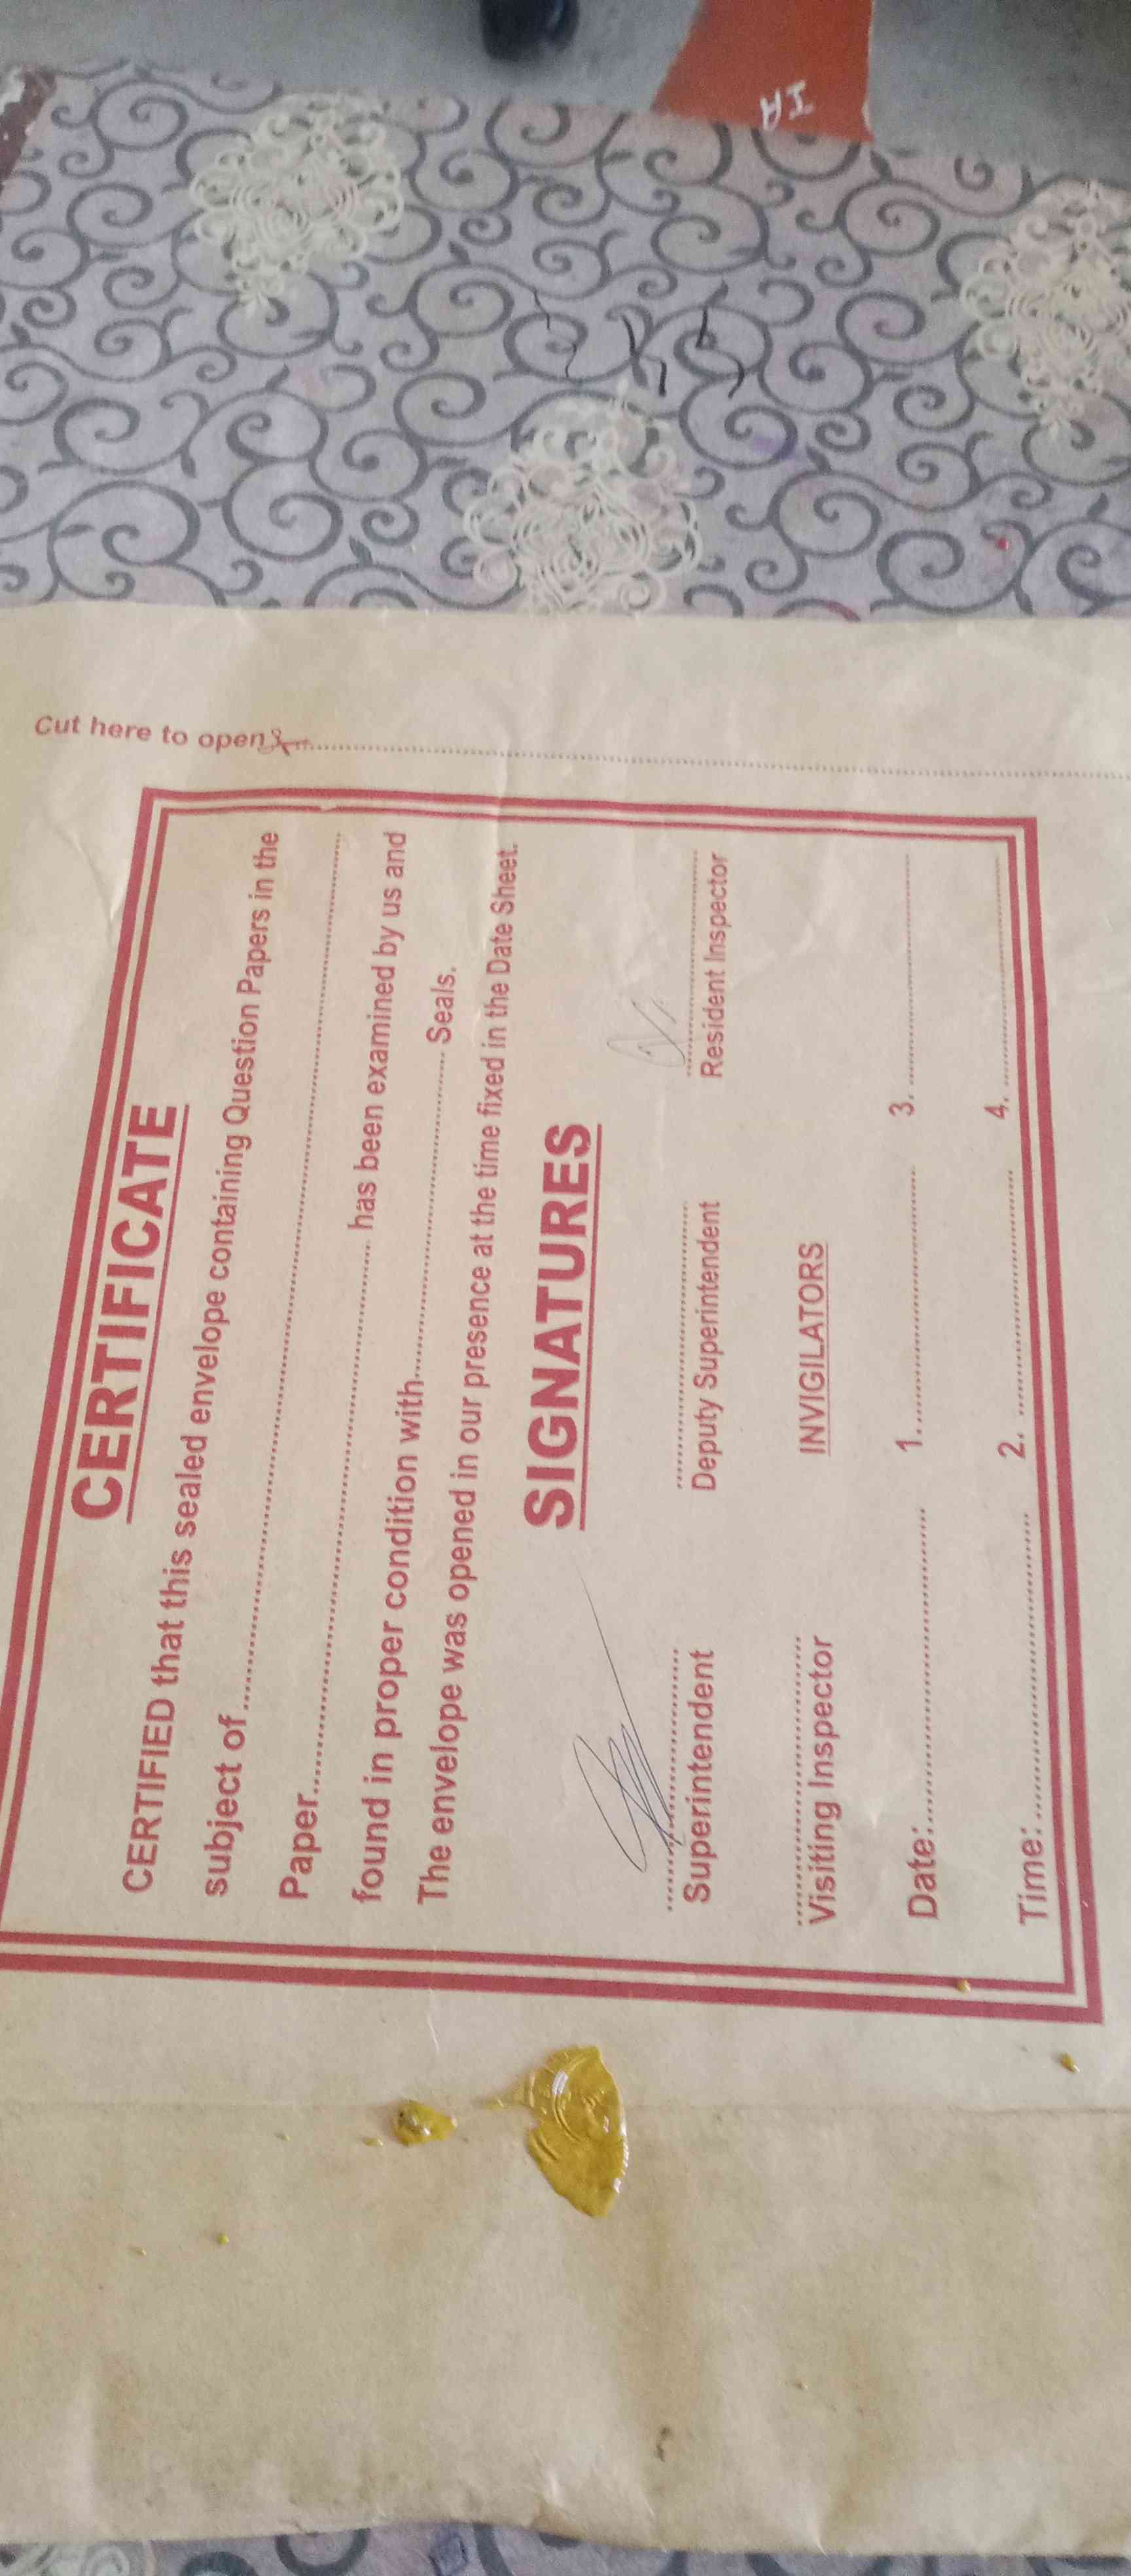 Cut here to open
CERTIFICATE
CERTIFIED that this sealed envelope containing Question Papers in the
subject of
Paper has been examined by us and
found in proper condition with Seals.
The envelope was opened in our presence at the time fixed in the Date Sheet.
SIGNATURES
Superintendent Deputy Superintendent Resident Inspector
Visiting Inspector INVIGILATORS
Date: 1. 3.
Time: 2. 4.